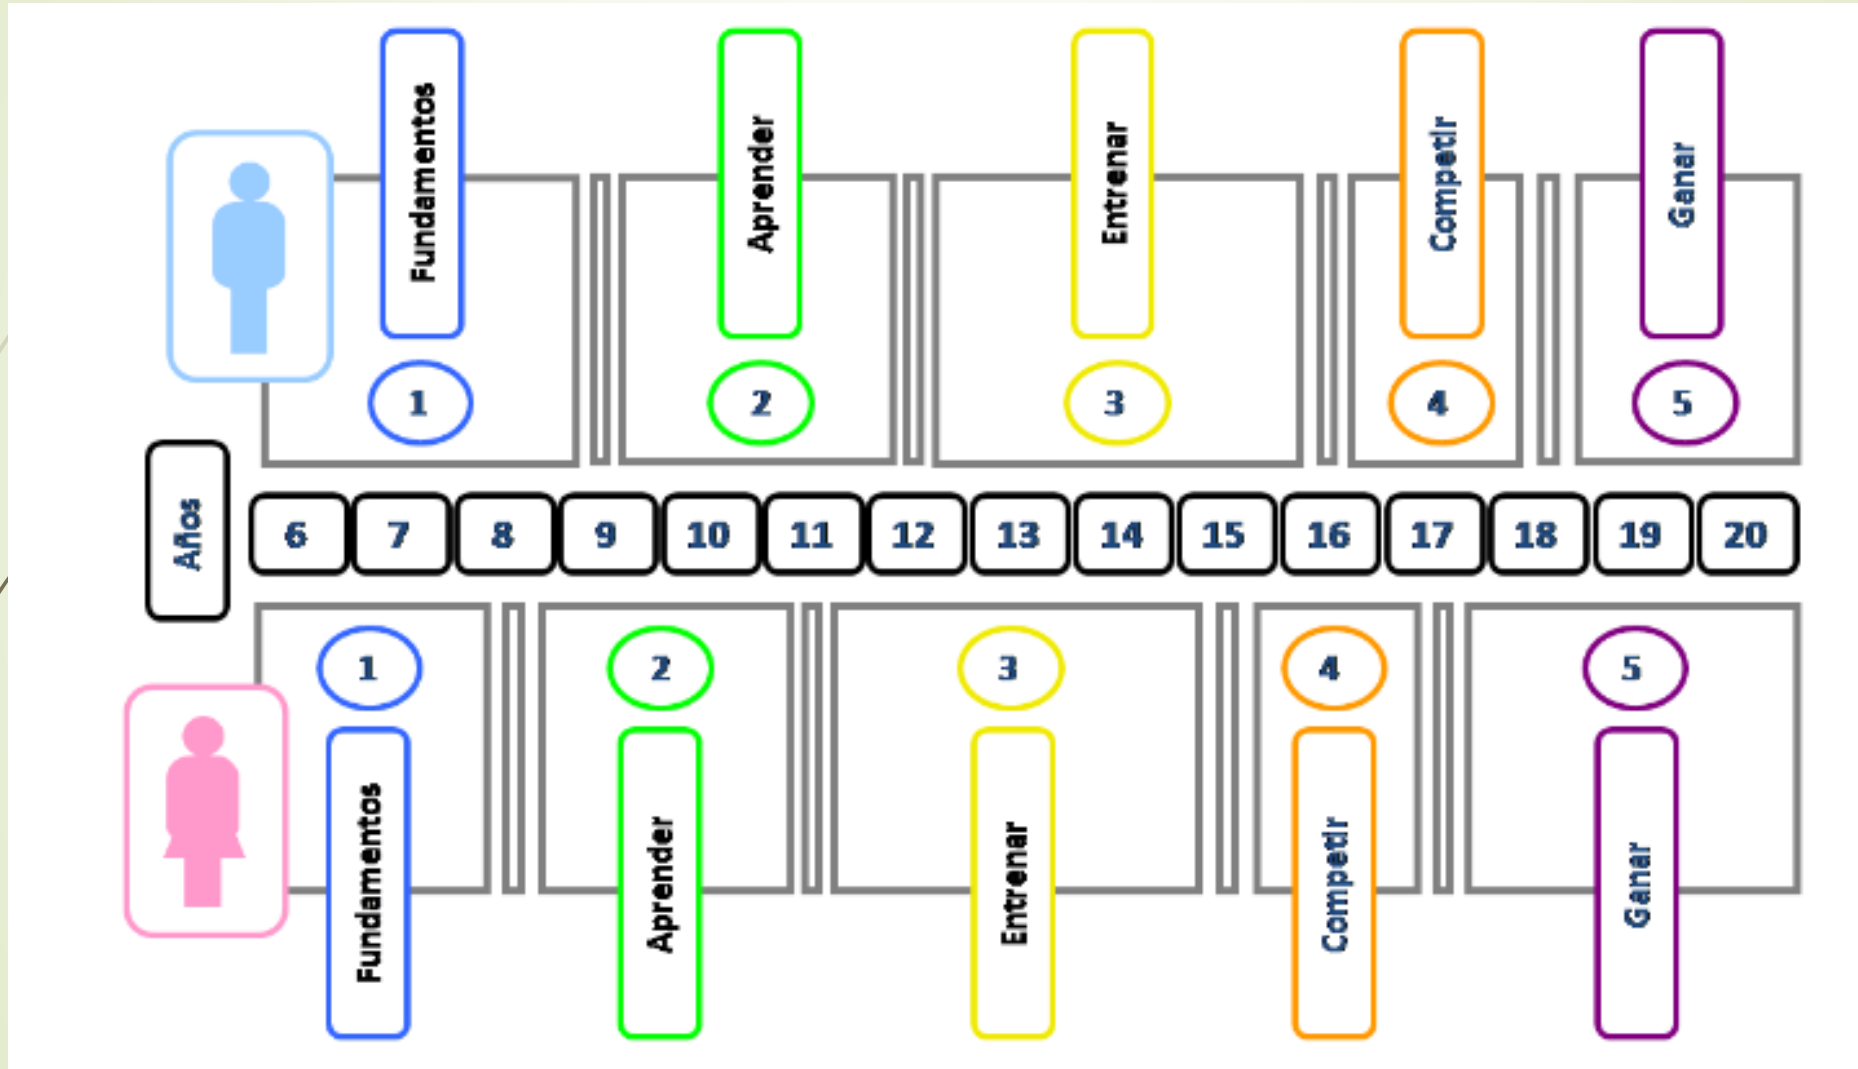 Fundamentos
Aprender
Entrenar
Competir
Ganar
1
2
3
4
5
Años
6 7 8 9 10 11 12 13 14 15 16 17 18 19 20
1
2
3
4
5
Fundamentos
Aprender
Entrenar
Competir
Ganar